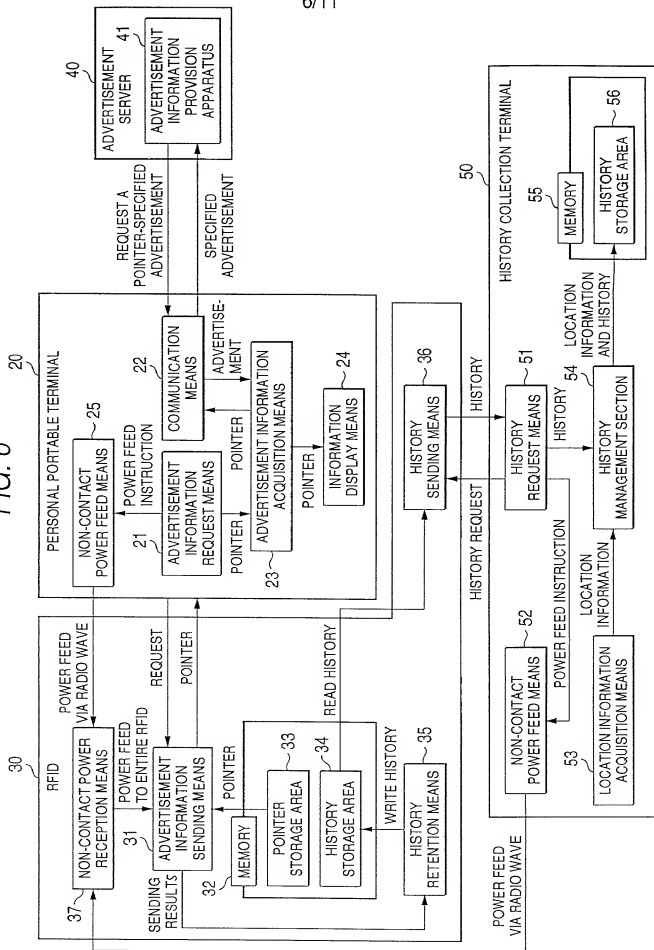 6/11
FIG. 6
40
ADVERTISEMENT
SERVER
41
ADVERTISEMENT
INFORMATION
PROVISION
APPARATUS
REQUEST A
POINTER-SPECIFIED
ADVERTISEMENT
SPECIFIED
ADVERTISEMENT
20
PERSONAL PORTABLE TERMINAL
25
NON-CONTACT
POWER FEED MEANS
POWER FEED
INSTRUCTION
22
COMMUNICATION
MEANS
ADVERTISE-
MENT
21
ADVERTISEMENT
INFORMATION
REQUEST MEANS
POINTER
POINTER
ADVERTISEMENT INFORMATION
ACQUISITION MEANS
23
POINTER
24
INFORMATION
DISPLAY MEANS
POWER FEED
VIA RADIO WAVE
REQUEST
POINTER
30
RFID
37
NON-CONTACT POWER
RECEPTION MEANS
POWER FEED
TO ENTIRE RFID
31
ADVERTISEMENT
INFORMATION
SENDING MEANS
SENDING
RESULTS
POINTER
32
MEMORY
33
POINTER
STORAGE AREA
34
HISTORY
STORAGE AREA
READ HISTORY
WRITE HISTORY
35
HISTORY
RETENTION MEANS
36
HISTORY
SENDING MEANS
HISTORY REQUEST
HISTORY
POWER FEED
VIA RADIO WAVE
50
HISTORY COLLECTION TERMINAL
51
HISTORY
REQUEST MEANS
52
NON-CONTACT
POWER FEED MEANS
POWER FEED INSTRUCTION
HISTORY
53
LOCATION INFORMATION
ACQUISITION MEANS
LOCATION
INFORMATION
54
HISTORY
MANAGEMENT SECTION
LOCATION
INFORMATION
AND HISTORY
55
MEMORY
56
HISTORY
STORAGE AREA